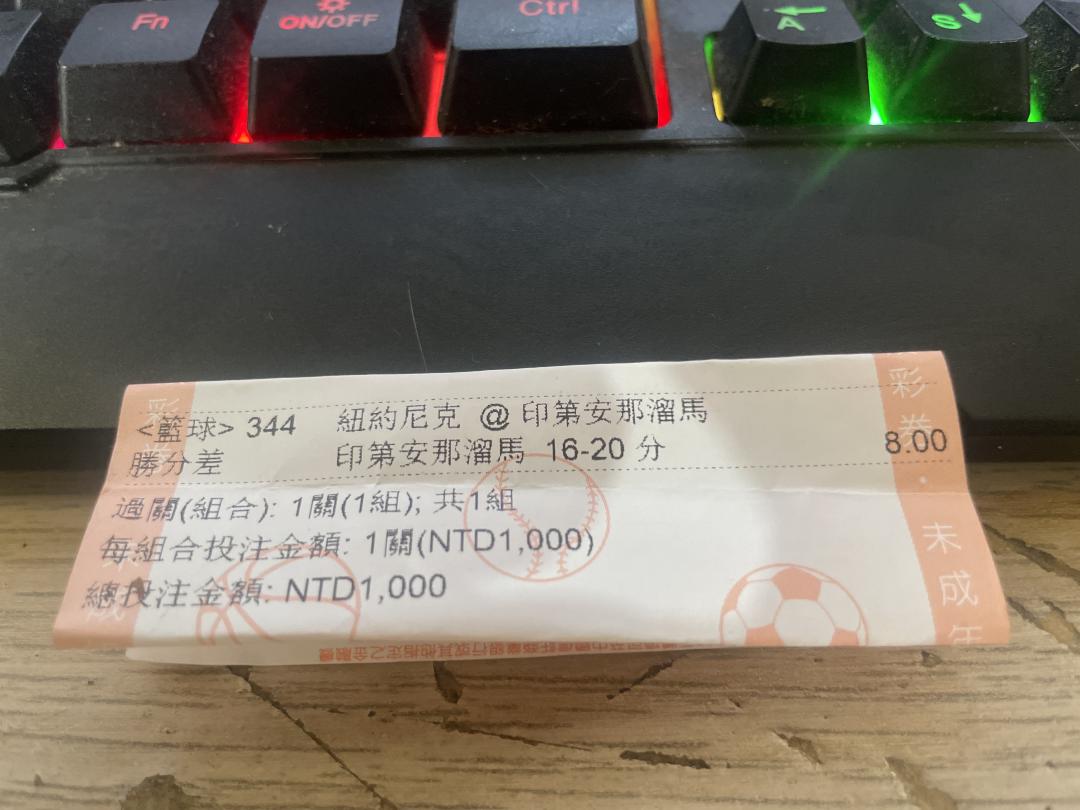 Fn
ON/OFF
Ctrl
A
S
彩券
<籃球> 344 紐約尼克 @ 印第安那溜馬
勝分差 印第安那溜馬 16-20 分 8.00
過關(組合): 1關(1組); 共1組
每組合投注金額: 1關(NTD1,000)
總投注金額: NTD1,000
彩券·未成年